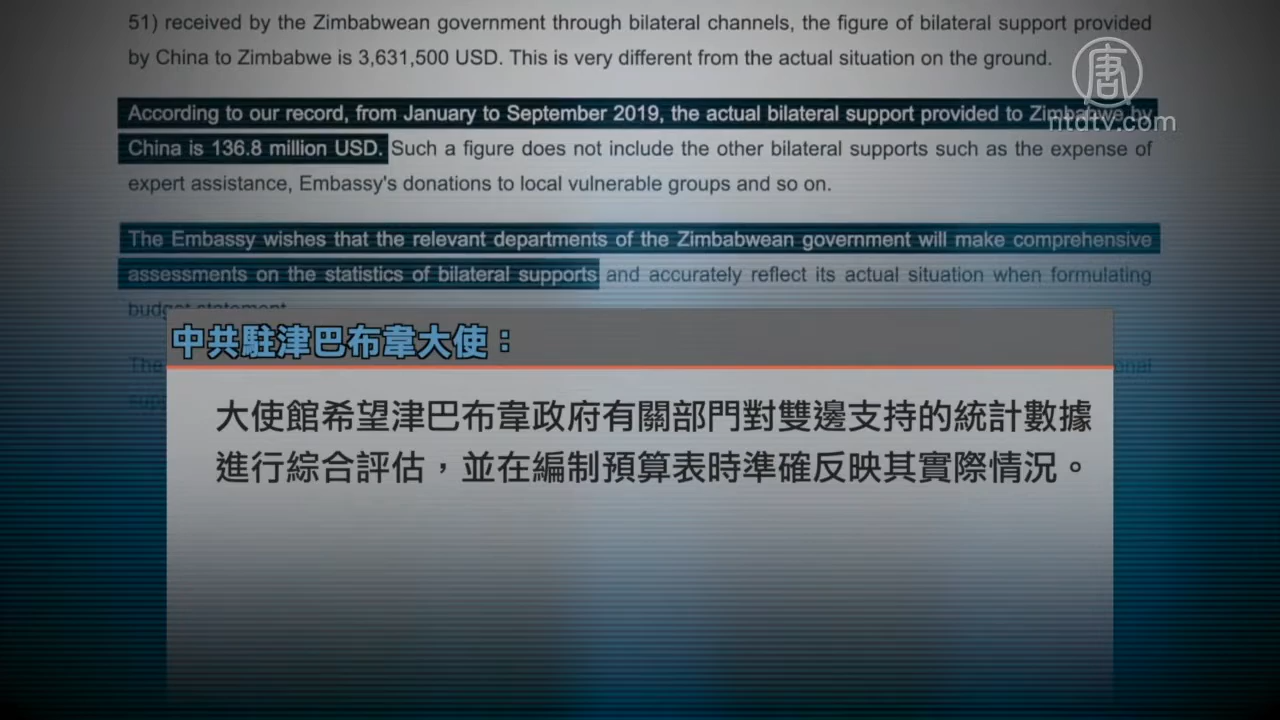 51) received by the Zimbabwean government through bilateral channels, the figure of bilateral support provided
by China to Zimbabwe is 3,631,500 USD. This is very different from the actual situation on the ground.
唐
ntdtv.com
According to our record, from January to September 2019, the actual bilateral support provided to Zimbabwe by
China is 136.8 million USD. Such a figure does not include the other bilateral supports such as the expense of
expert assistance, Embassy's donations to local vulnerable groups and so on.
The Embassy wishes that the relevant departments of the Zimbabwean government will make comprehensive
assessments on the statistics of bilateral supports and accurately reflect its actual situation when formulating
budget statement.
The
中共駐津巴布韋大使：
大使館希望津巴布韋政府有關部門對雙邊支持的統計數據
進行綜合評估，並在編制預算表時準確反映其實際情況。